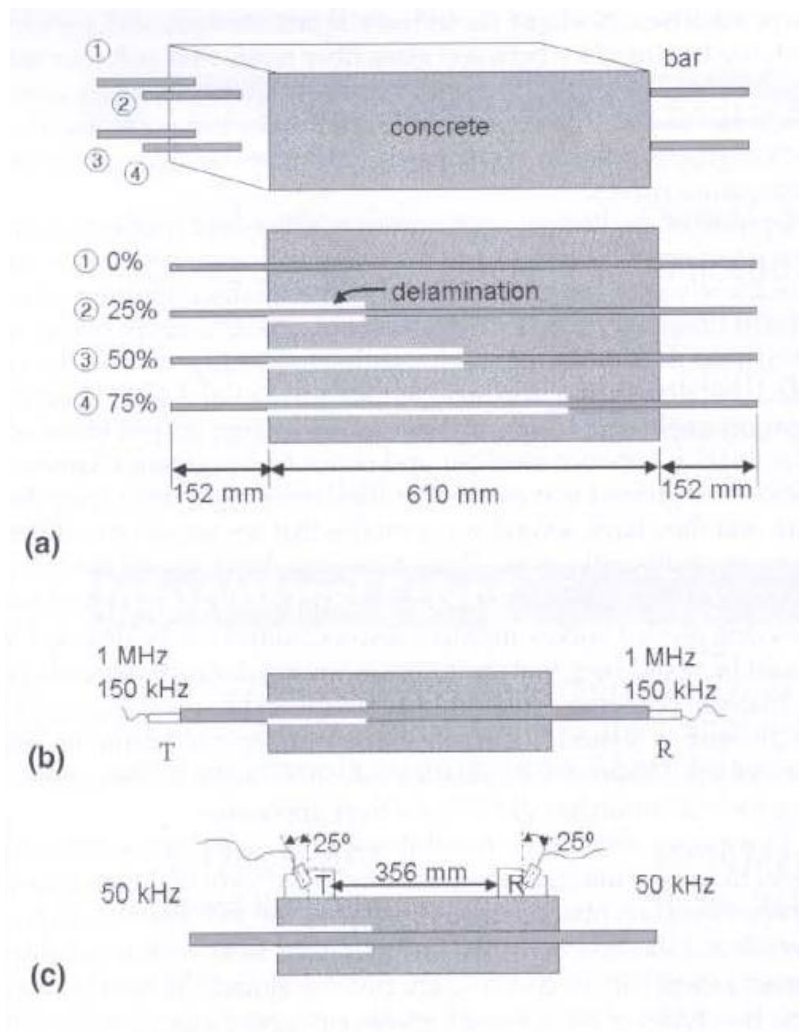 ①
bar
②
concrete
③
④
① 0%
delamination
② 25%
③ 50%
④ 75%
152 mm
610 mm
152 mm
(a)
1 MHz
150 kHz
1 MHz
150 kHz
T
R
(b)
25º
25º
50 kHz
T
356 mm
R
50 kHz
(c)